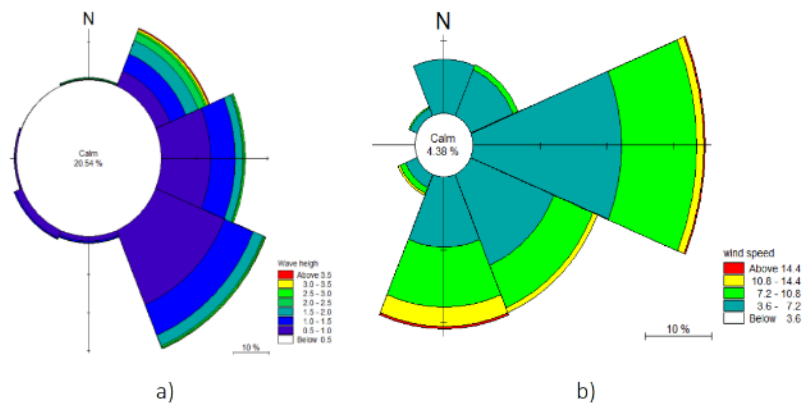 N
Calm
20.54 %
Wave heigh
Above 3.5
3.0 - 3.5
2.5 - 3.0
2.0 - 2.5
1.5 - 2.0
1.0 - 1.5
0.5 - 1.0
Below 0.5
10 %
a)
N
Calm
4.38 %
wind speed
Above 14.4
10.8 - 14.4
7.2 - 10.8
3.6 - 7.2
Below 3.6
10 %
b)